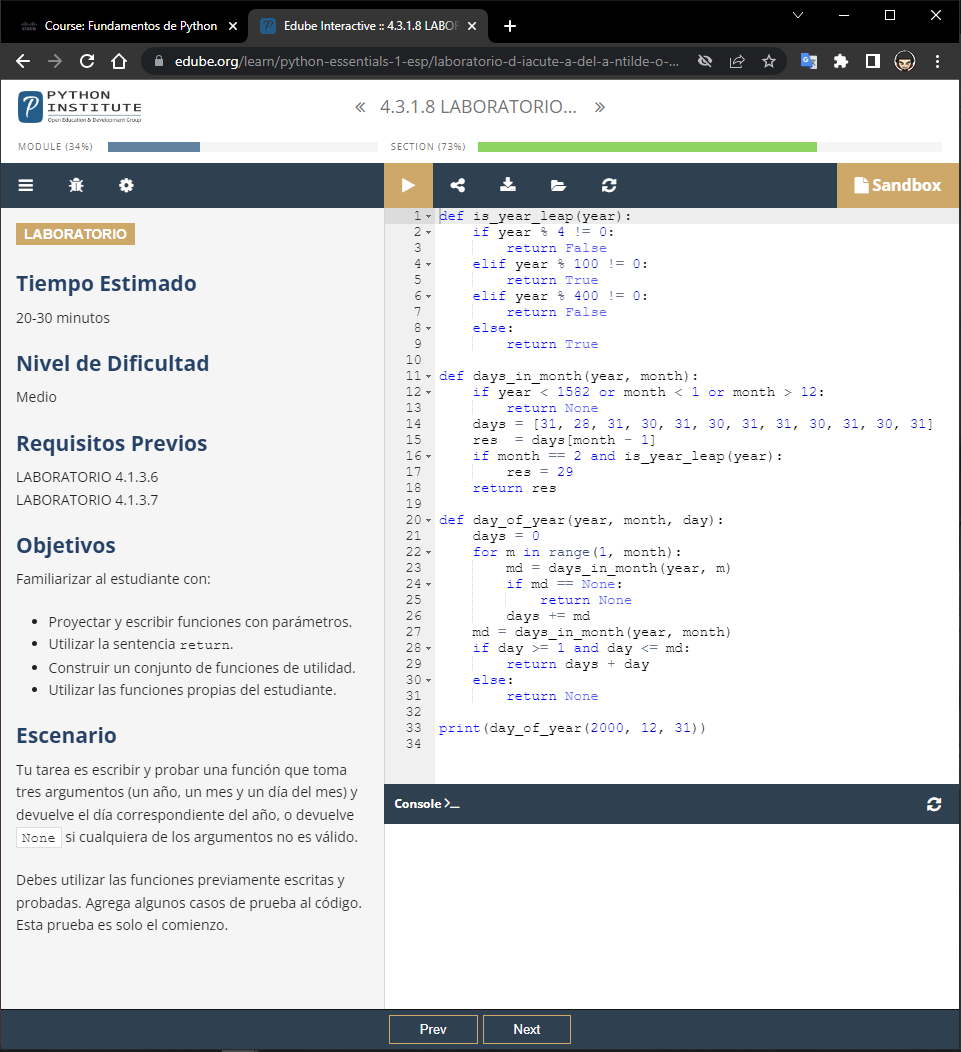 Course: Fundamentos de Python
Edube Interactive :: 4.3.1.8 LABOR
edube.org/learn/python-essentials-1-esp/laboratorio-d-iacute-a-del-a-ntilde-o-...
PYTHON
INSTITUTE
Open Education & Development Group
« 4.3.1.8 LABORATORIO... »
MODULE (34%)
SECTION (73%)
Sandbox
LABORATORIO
Tiempo Estimado
20-30 minutos
Nivel de Dificultad
Medio
Requisitos Previos
LABORATORIO 4.1.3.6
LABORATORIO 4.1.3.7
Objetivos
Familiarizar al estudiante con:
• Proyectar y escribir funciones con parámetros.
• Utilizar la sentencia return.
• Construir un conjunto de funciones de utilidad.
• Utilizar las funciones propias del estudiante.
Escenario
Tu tarea es escribir y probar una función que toma
tres argumentos (un año, un mes y un día del mes) y
devuelve el día correspondiente del año, o devuelve
None si cualquiera de los argumentos no es válido.
Debes utilizar las funciones previamente escritas y
probadas. Agrega algunos casos de prueba al código.
Esta prueba es solo el comienzo.
1 def is_year_leap(year):
2     if year % 4 != 0:
3         return False
4     elif year % 100 != 0:
5         return True
6     elif year % 400 != 0:
7         return False
8     else:
9         return True
10
11 def days_in_month(year, month):
12     if year < 1582 or month < 1 or month > 12:
13         return None
14     days = [31, 28, 31, 30, 31, 30, 31, 31, 30, 31, 30, 31]
15     res  = days[month - 1]
16     if month == 2 and is_year_leap(year):
17         res = 29
18     return res
19
20 def day_of_year(year, month, day):
21     days = 0
22     for m in range(1, month):
23         md = days_in_month(year, m)
24         if md == None:
25             return None
26         days += md
27     md = days_in_month(year, month)
28     if day >= 1 and day <= md:
29         return days + day
30     else:
31         return None
32
33 print(day_of_year(2000, 12, 31))
34
Console >_
Prev
Next